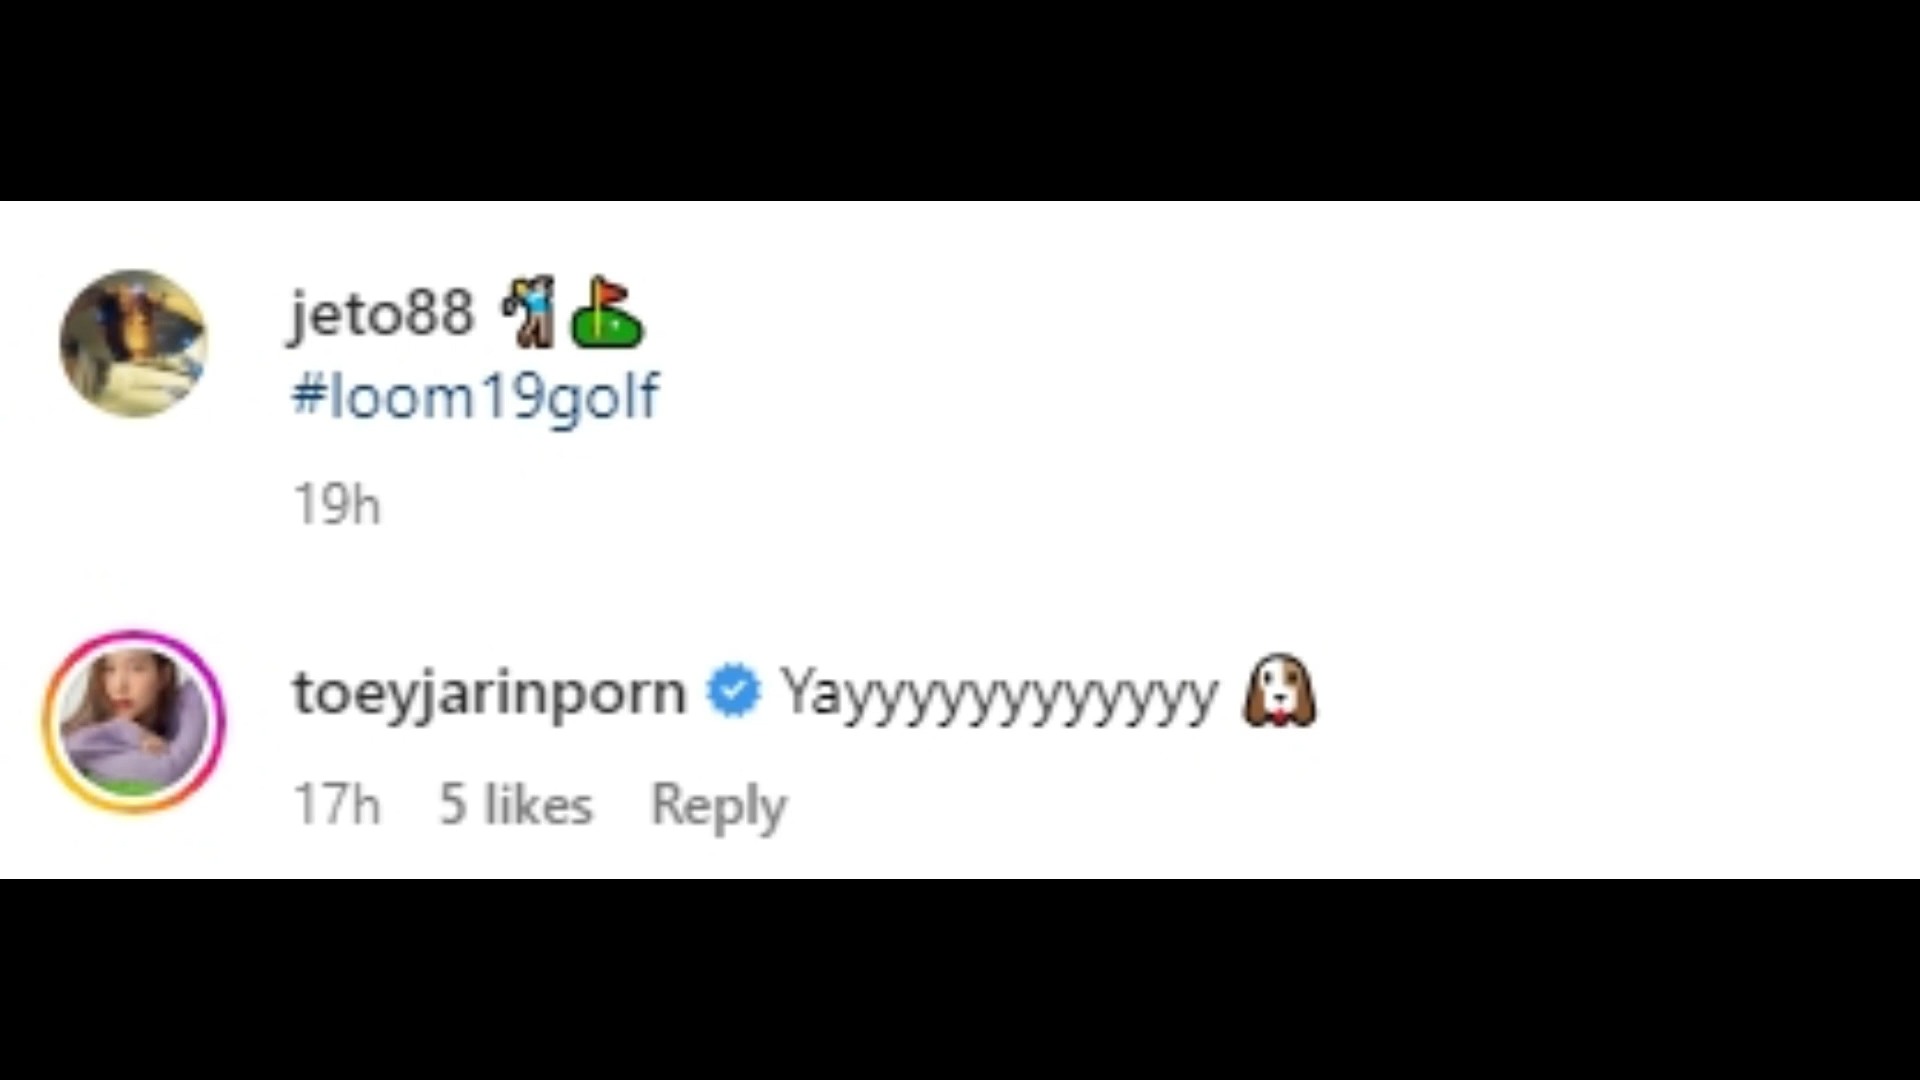 jeto88 🏌️⛳
#loom19golf
19h
toeyjarinporn Yayyyyyyyyyyyy 🐶
17h 5 likes Reply